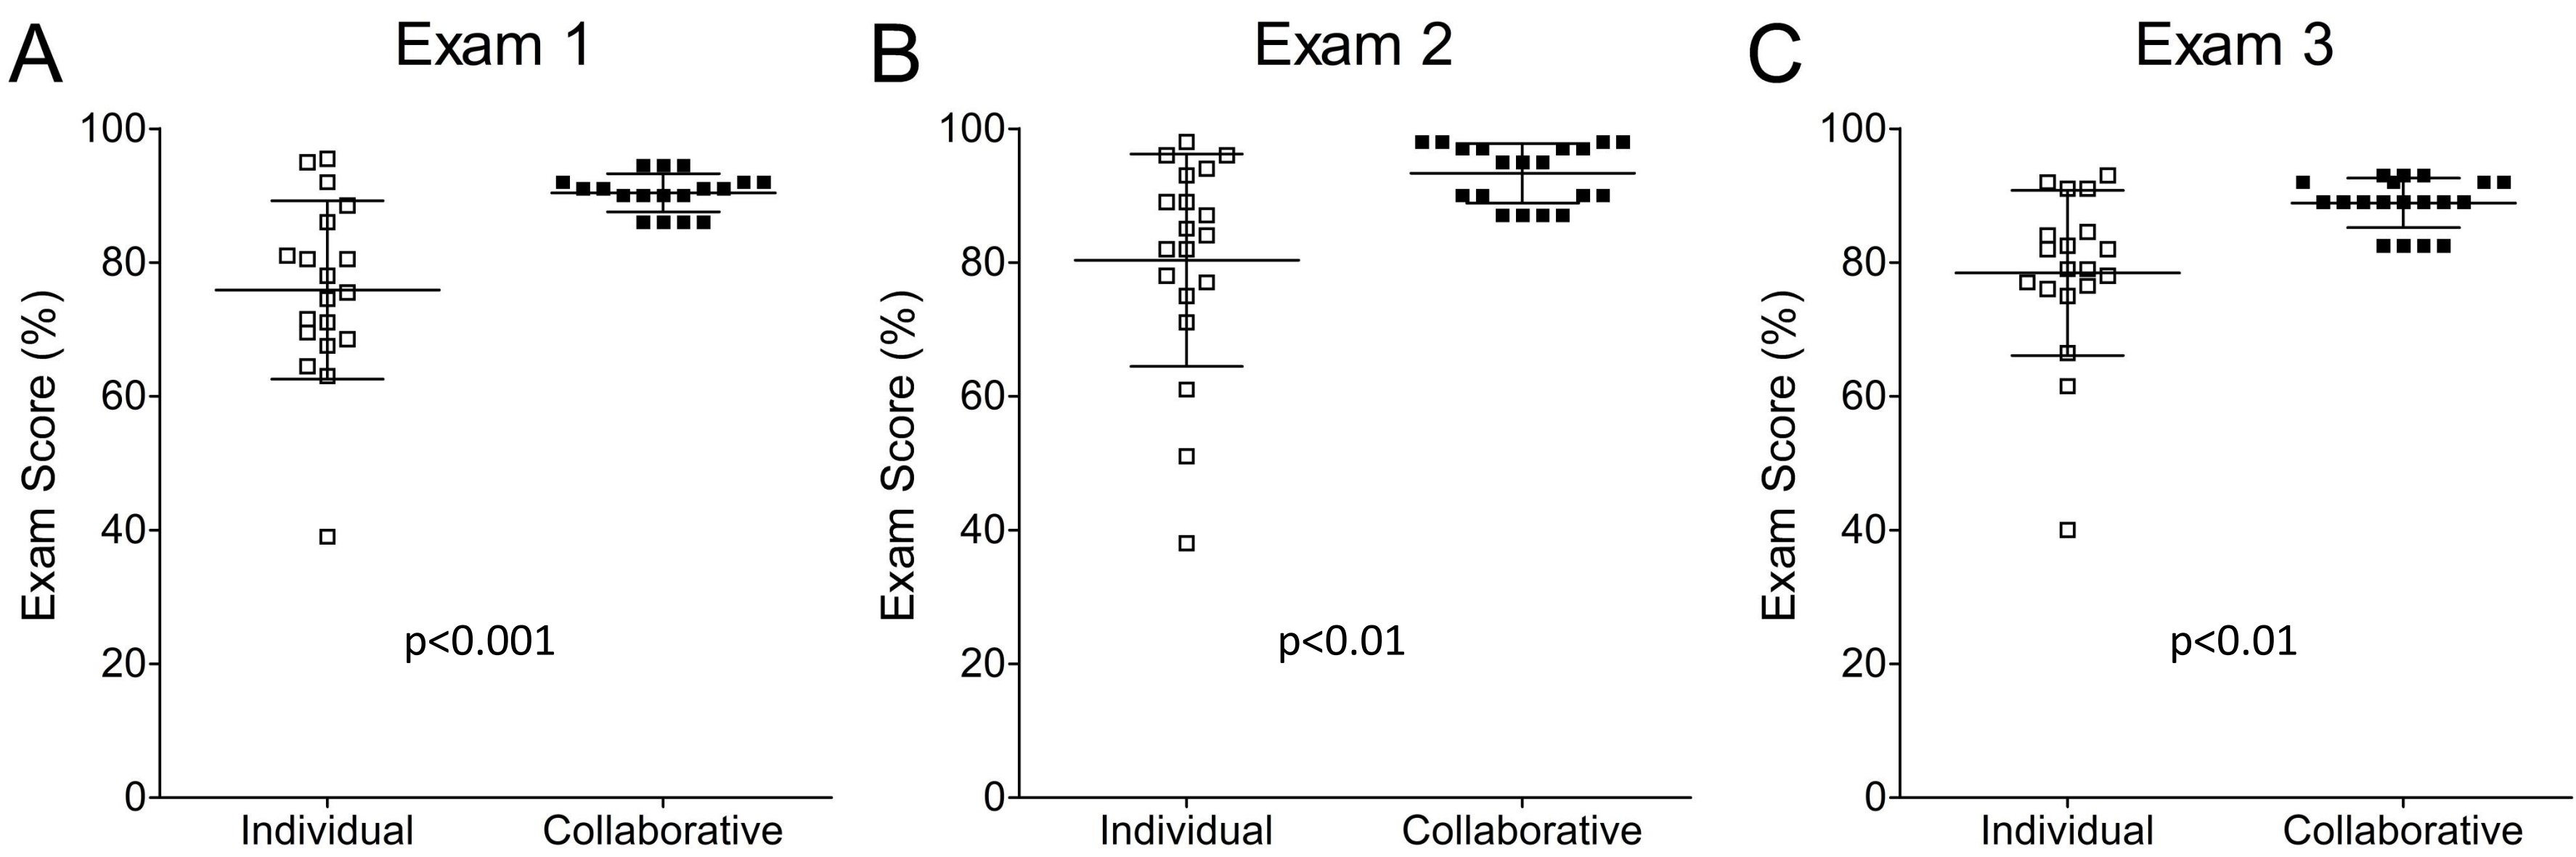 A
Exam 1
Exam Score (%)
100
80
60
40
20
0
p<0.001
Individual
Collaborative
B
Exam 2
Exam Score (%)
100
80
60
40
20
0
p<0.01
Individual
Collaborative
C
Exam 3
Exam Score (%)
100
80
60
40
20
0
p<0.01
Individual
Collaborative